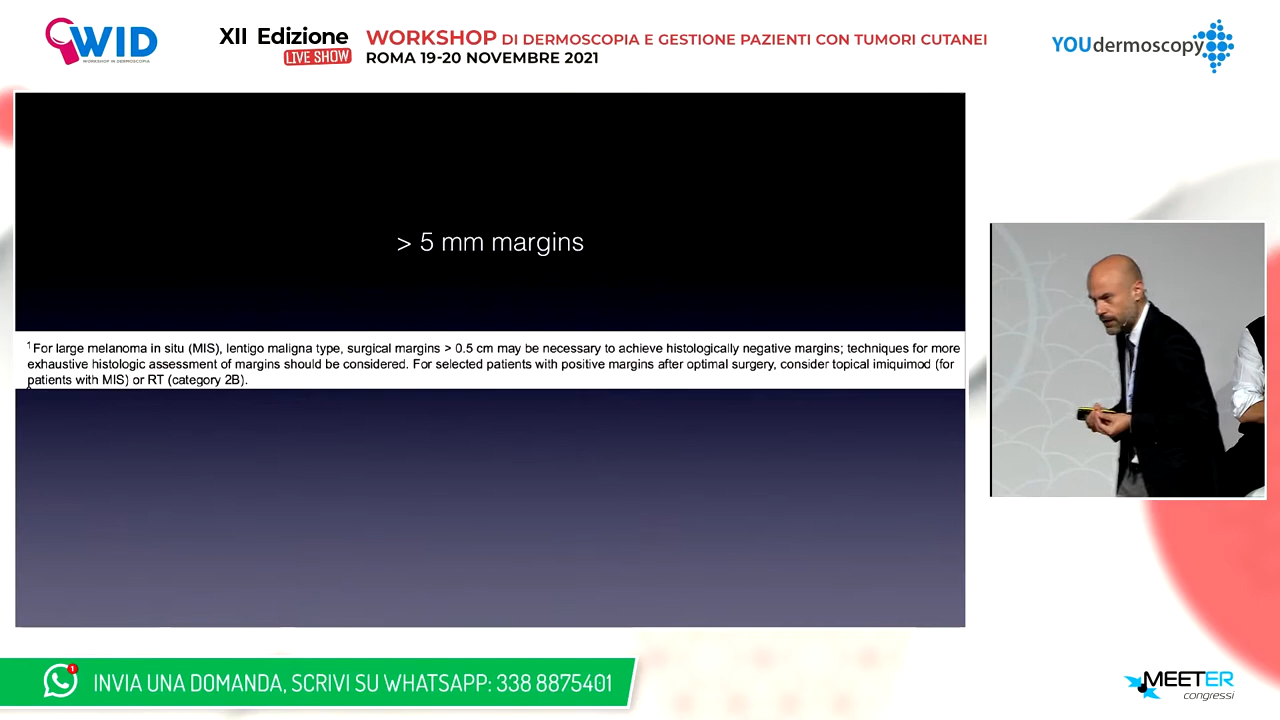 WID
WORKSHOP IN DERMOSCOPIA
XII Edizione
LIVE SHOW
WORKSHOP DI DERMOSCOPIA E GESTIONE PAZIENTI CON TUMORI CUTANEI
ROMA 19-20 NOVEMBRE 2021
YOUdermoscopy
> 5 mm margins
1 For large melanoma in situ (MIS), lentigo maligna type, surgical margins > 0.5 cm may be necessary to achieve histologically negative margins; techniques for more
exhaustive histologic assessment of margins should be considered. For selected patients with positive margins after optimal surgery, consider topical imiquimod (for
patients with MIS) or RT (category 2B).
1
INVIA UNA DOMANDA, SCRIVI SU WHATSAPP: 338 8875401
MEETER
congressi